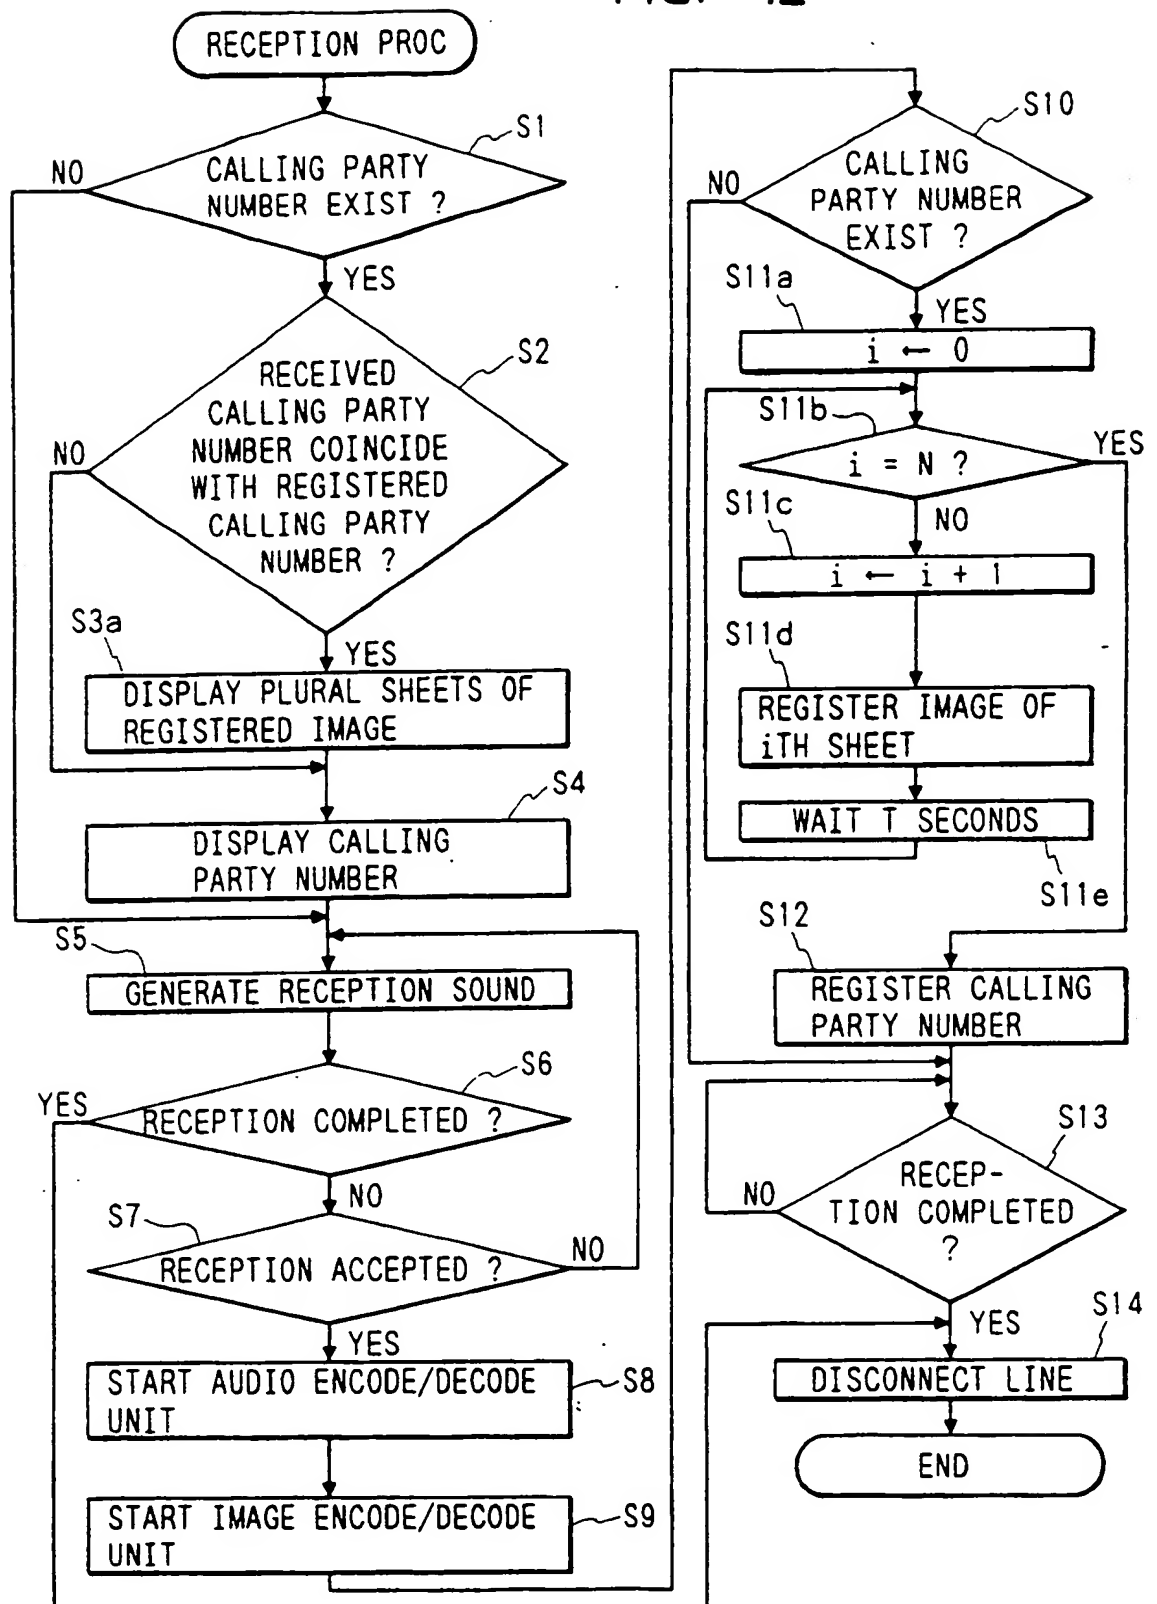 RECEPTION PROC
S1
CALLING PARTY
NUMBER EXIST ?
NO
YES
S2
RECEIVED
CALLING PARTY
NUMBER COINCIDE
WITH REGISTERED
CALLING PARTY
NUMBER ?
NO
YES
S3a
DISPLAY PLURAL SHEETS OF
REGISTERED IMAGE
S4
DISPLAY CALLING
PARTY NUMBER
S5
GENERATE RECEPTION SOUND
S6
YES
RECEPTION COMPLETED ?
NO
S7
NO
RECEPTION ACCEPTED ?
YES
START AUDIO ENCODE/DECODE
UNIT
S8
START IMAGE ENCODE/DECODE
UNIT
S9
S10
CALLING
PARTY NUMBER
EXIST ?
NO
YES
S11a
i ← 0
S11b
i = N ?
YES
NO
S11c
i ← i + 1
S11d
REGISTER IMAGE OF
iTH SHEET
WAIT T SECONDS
S11e
S12
REGISTER CALLING
PARTY NUMBER
S13
RECEP-
TION COMPLETED
?
NO
YES
S14
DISCONNECT LINE
END